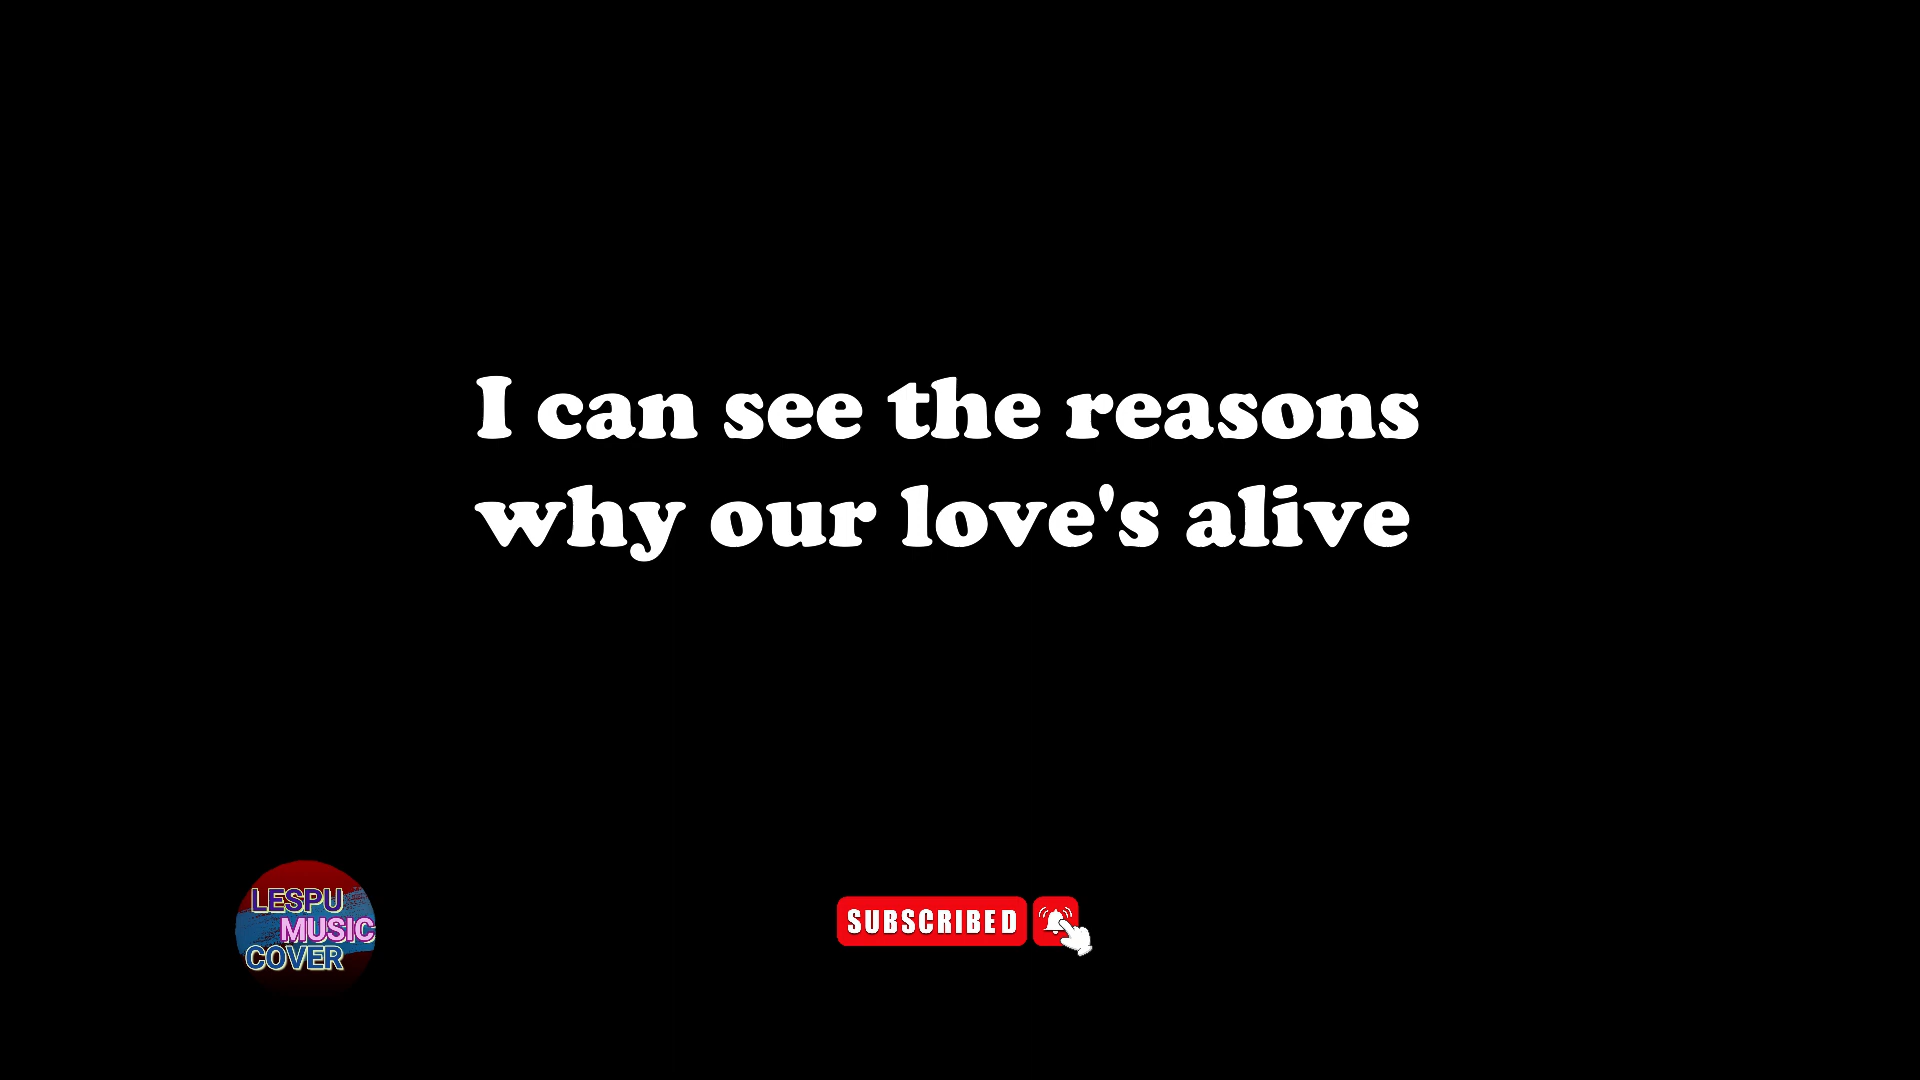 I can see the reasons
why our love's alive
LESPU
MUSIC
COVER
SUBSCRIBED